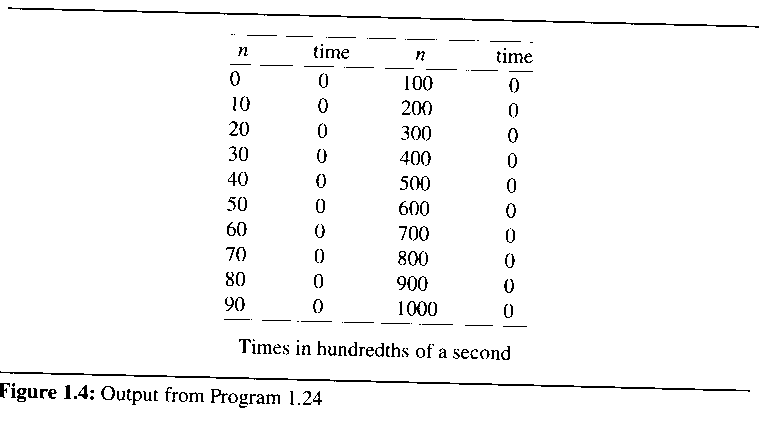 n time n time
0 0 100 0
10 0 200 0
20 0 300 0
30 0 400 0
40 0 500 0
50 0 600 0
60 0 700 0
70 0 800 0
80 0 900 0
90 0 1000 0
Times in hundredths of a second
Figure 1.4: Output from Program 1.24